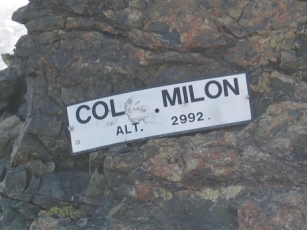 COL . MILON
ALT. 2992.